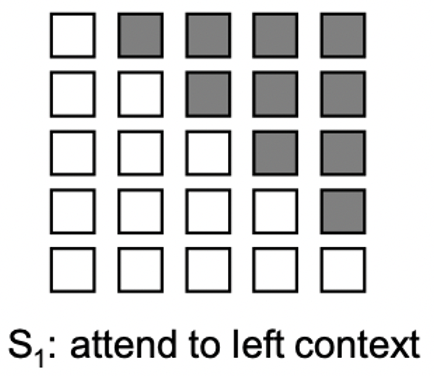 S₁: attend to left context